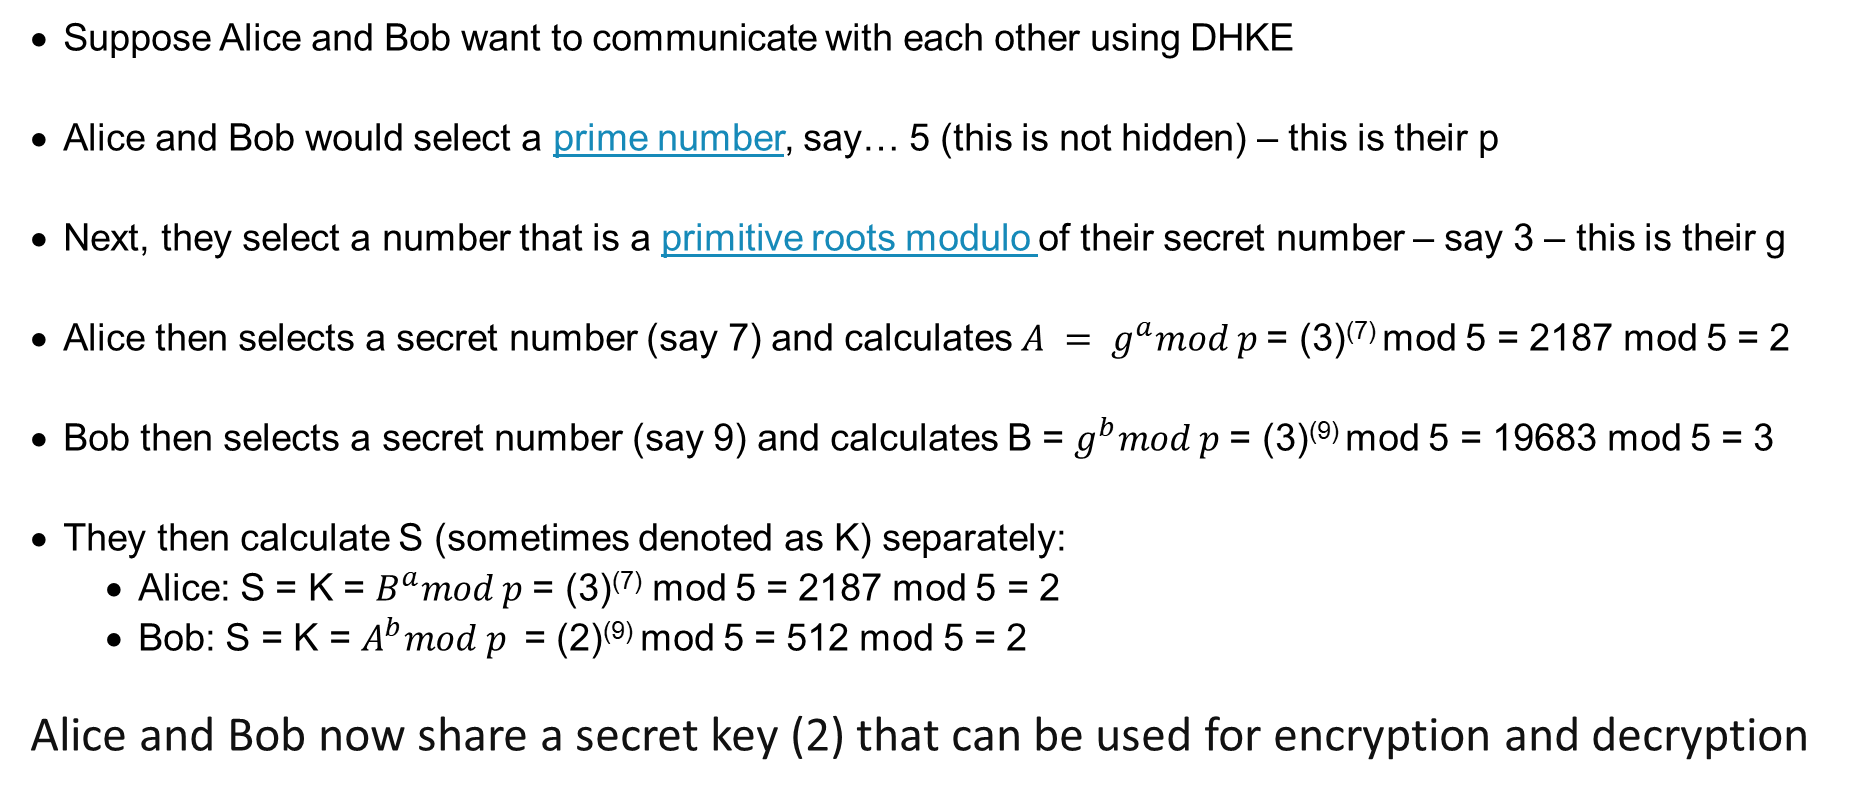 • Suppose Alice and Bob want to communicate with each other using DHKE
• Alice and Bob would select a prime number, say… 5 (this is not hidden) – this is their p
• Next, they select a number that is a primitive roots modulo of their secret number – say 3 – this is their g
• Alice then selects a secret number (say 7) and calculates A = gᵃmod p = (3)⁽⁷⁾ mod 5 = 2187 mod 5 = 2
• Bob then selects a secret number (say 9) and calculates B = gᵇmod p = (3)⁽⁹⁾ mod 5 = 19683 mod 5 = 3
• They then calculate S (sometimes denoted as K) separately:
• Alice: S = K = Bᵃmod p = (3)⁽⁷⁾ mod 5 = 2187 mod 5 = 2
• Bob: S = K = Aᵇmod p = (2)⁽⁹⁾ mod 5 = 512 mod 5 = 2
Alice and Bob now share a secret key (2) that can be used for encryption and decryption